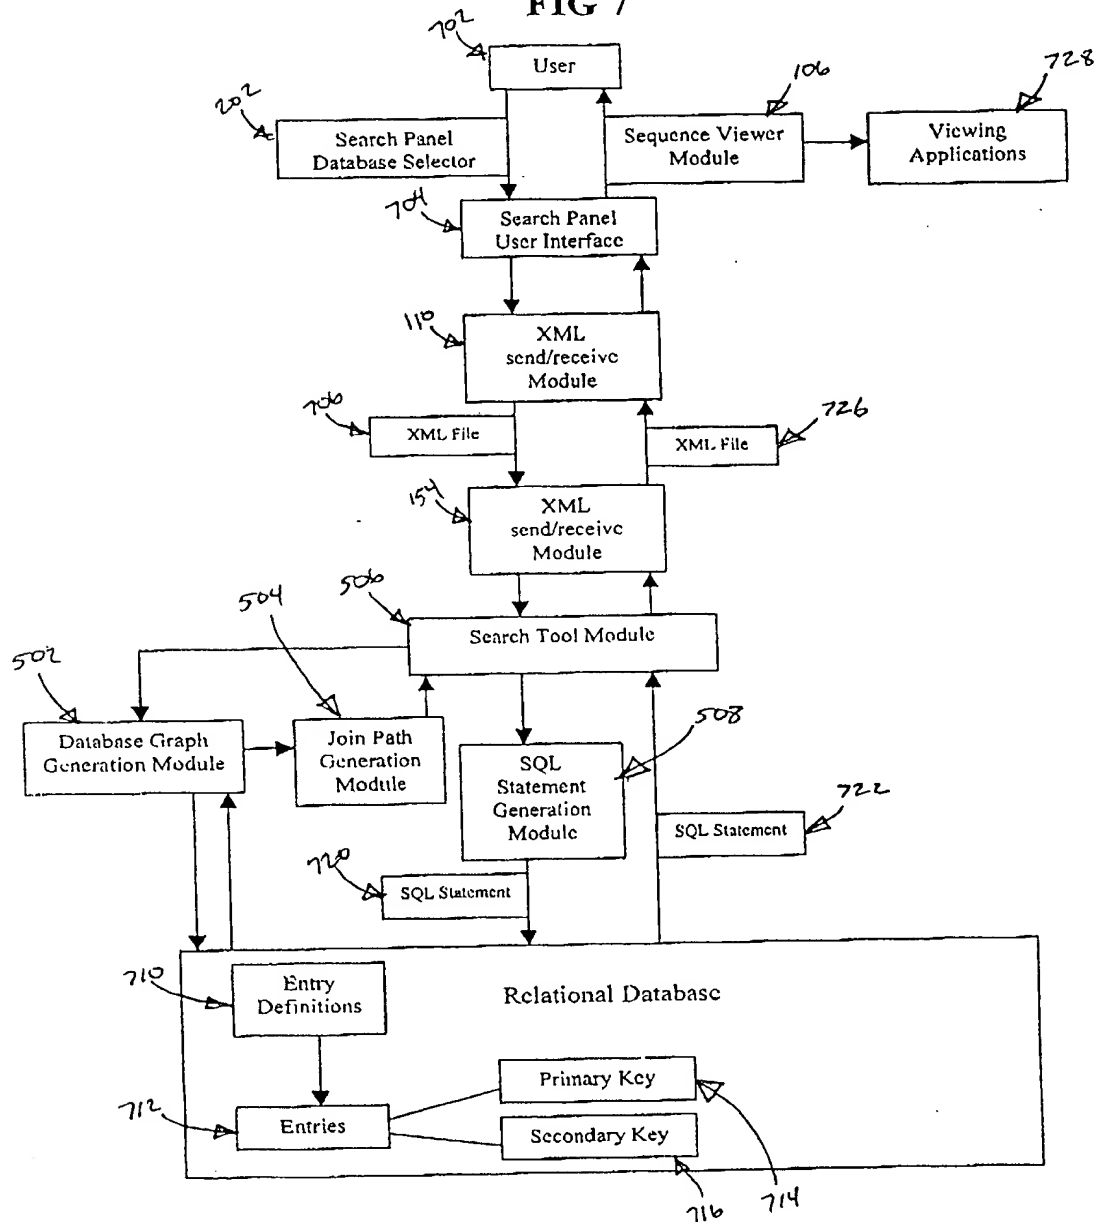 FIG 7
702
User
202
Search Panel
Database Selector
106
Sequence Viewer
Module
728
Viewing
Applications
704
Search Panel
User Interface
110
XML
send/receive
Module
706
XML File
726
XML File
154
XML
send/receive
Module
506
Search Tool Module
504
502
Database Graph
Generation Module
Join Path
Generation
Module
508
SQL
Statement
Generation
Module
722
SQL Statement
720
SQL Statement
710
Entry
Definitions
Relational Database
712
Entries
Primary Key
Secondary Key
714
716